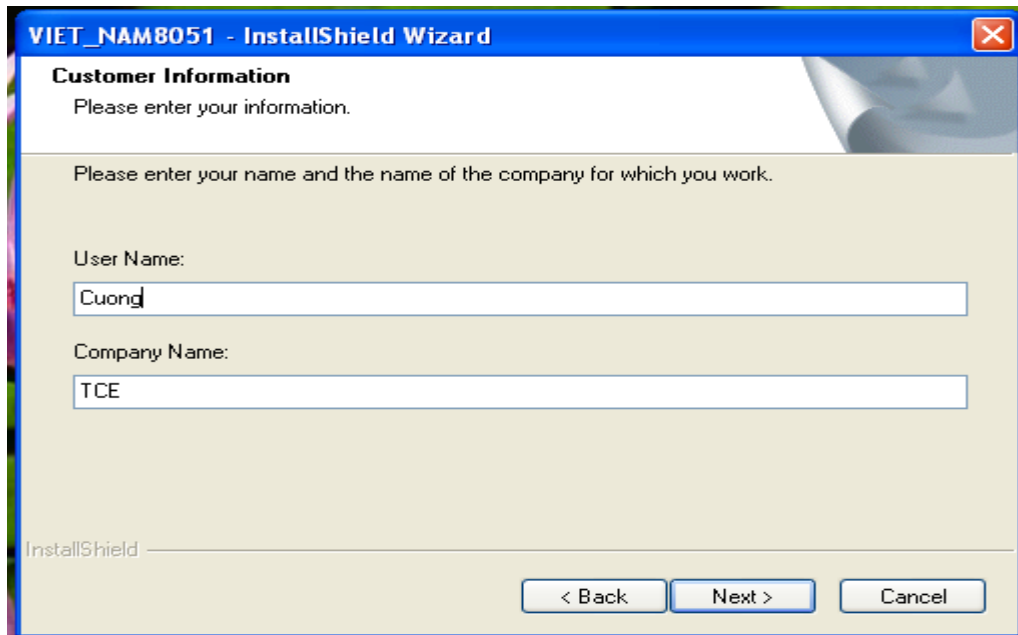 VIET_NAM8051 - InstallShield Wizard
Customer Information
Please enter your information.
Please enter your name and the name of the company for which you work.
User Name:
Cuong
Company Name:
TCE
InstallShield
< Back Next > Cancel